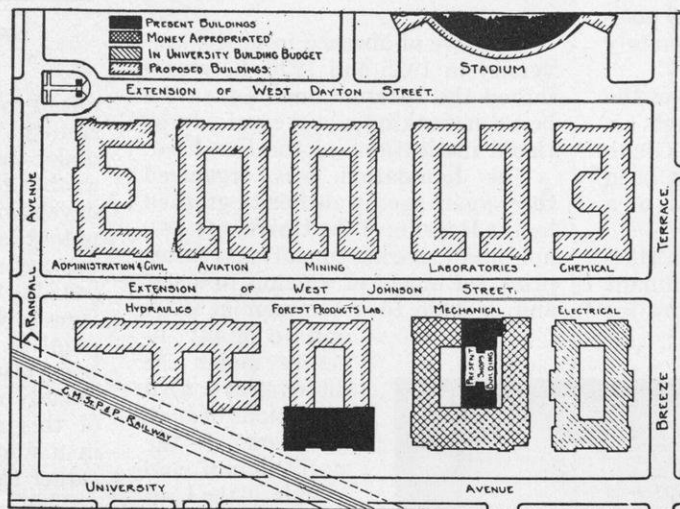 PRESENT BUILDINGS
MONEY APPROPRIATED
IN UNIVERSITY BUILDING BUDGET
PROPOSED BUILDINGS
STADIUM
EXTENSION OF WEST DAYTON STREET.
RANDALL AVENUE
ADMINISTRATION & CIVIL
AVIATION
MINING
LABORATORIES
CHEMICAL
BREEZE TERRACE.
EXTENSION OF WEST JOHNSON STREET.
HYDRAULICS
FOREST PRODUCTS LAB.
MECHANICAL
ELECTRICAL
PRESENT SHOPS BUILDING
C. M. ST. P & P. RAILWAY
UNIVERSITY AVENUE